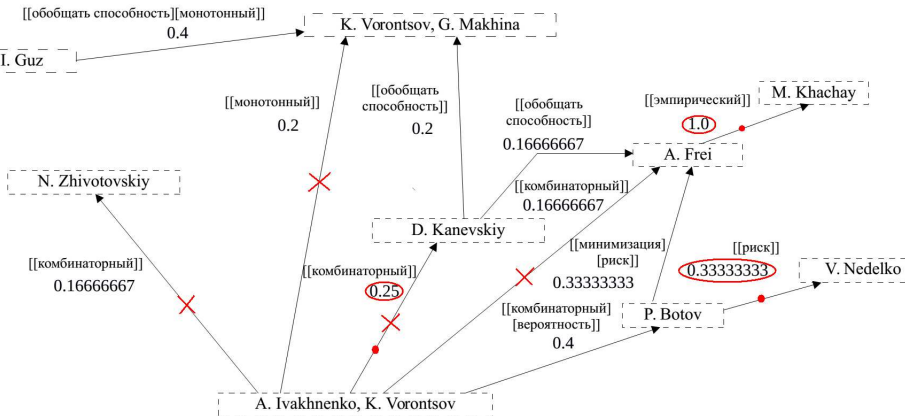 [[обобщать способность][монотонный]
0.4
K. Vorontsov, G. Makhina
I. Guz
[[монотонный]]
0.2
[[обобщать
способность]]
0.2
[[обобщать
способность]]
0.16666667
[[эмпирический]]
1.0
M. Khachay
A. Frei
N. Zhivotovskiy
[[комбинаторный]]
0.16666667
D. Kanevskiy
[[комбинаторный]]
0.16666667
[[комбинаторный]]
0.25
[[минимизация]
[риск]]
0.33333333
[[риск]]
0.33333333
V. Nedelko
[[комбинаторный]
[вероятность]]
0.4
P. Botov
A. Ivakhnenko, K. Vorontsov